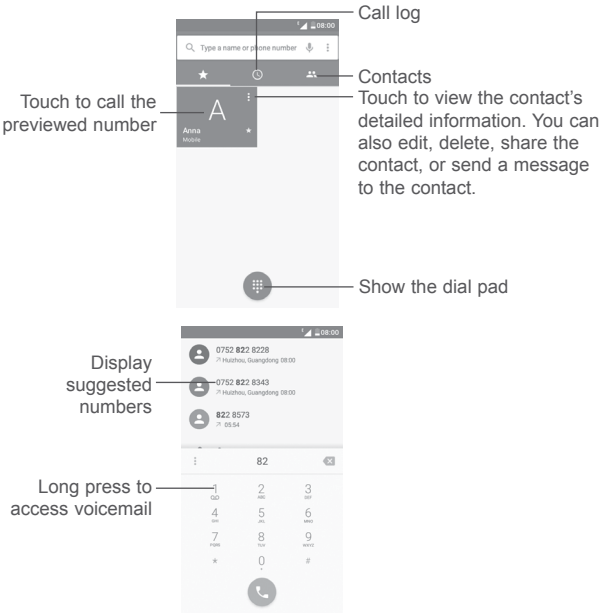 Call log
08:00
Type a name or phone number
Contacts
Touch to call the
previewed number
A
Anna
Mobile
Touch to view the contact's
detailed information. You can
also edit, delete, share the
contact, or send a message
to the contact.
Show the dial pad
08:00
Display
suggested
numbers
0752 822 8228
Huizhou, Guangdong 08:00
0752 822 8343
Huizhou, Guangdong 08:00
822 8573
05:54
82
Long press to
access voicemail
1 2 3
ABC DEF
4 5 6
GHI JKL MNO
7 8 9
PQRS TUV WXYZ
* 0 #
+